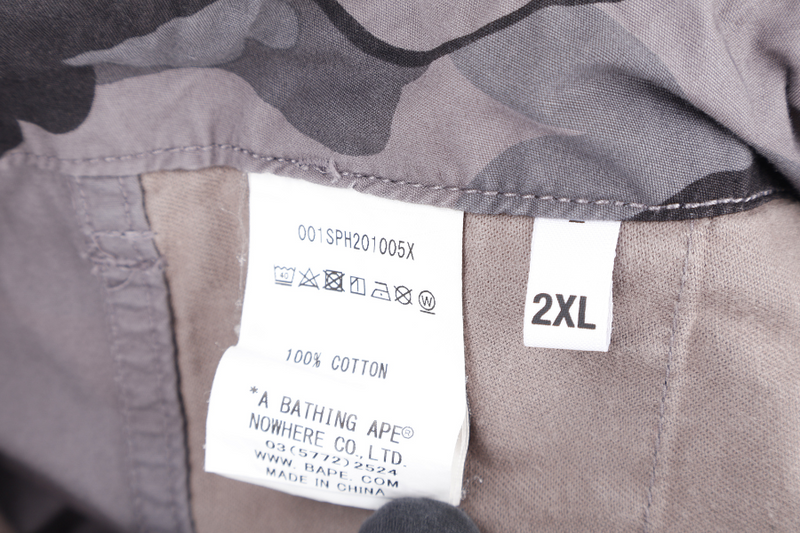 001SPH201005X
100% COTTON
*A BATHING APE®
NOWHERE CO., LTD.
03(5772)2524
WWW. BAPE. COM
MADE IN CHINA
2XL